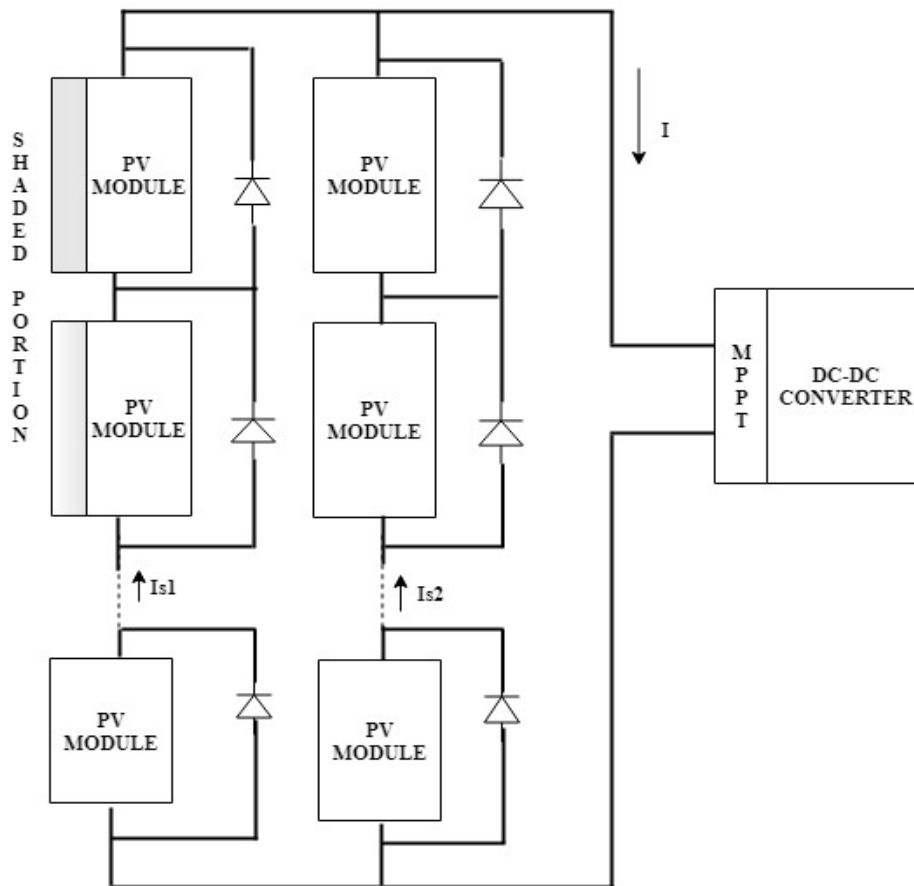 SHADED PORTION
PV
MODULE
PV
MODULE
I
PV
MODULE
PV
MODULE
MPPT
DC-DC
CONVERTER
Is1
Is2
PV
MODULE
PV
MODULE